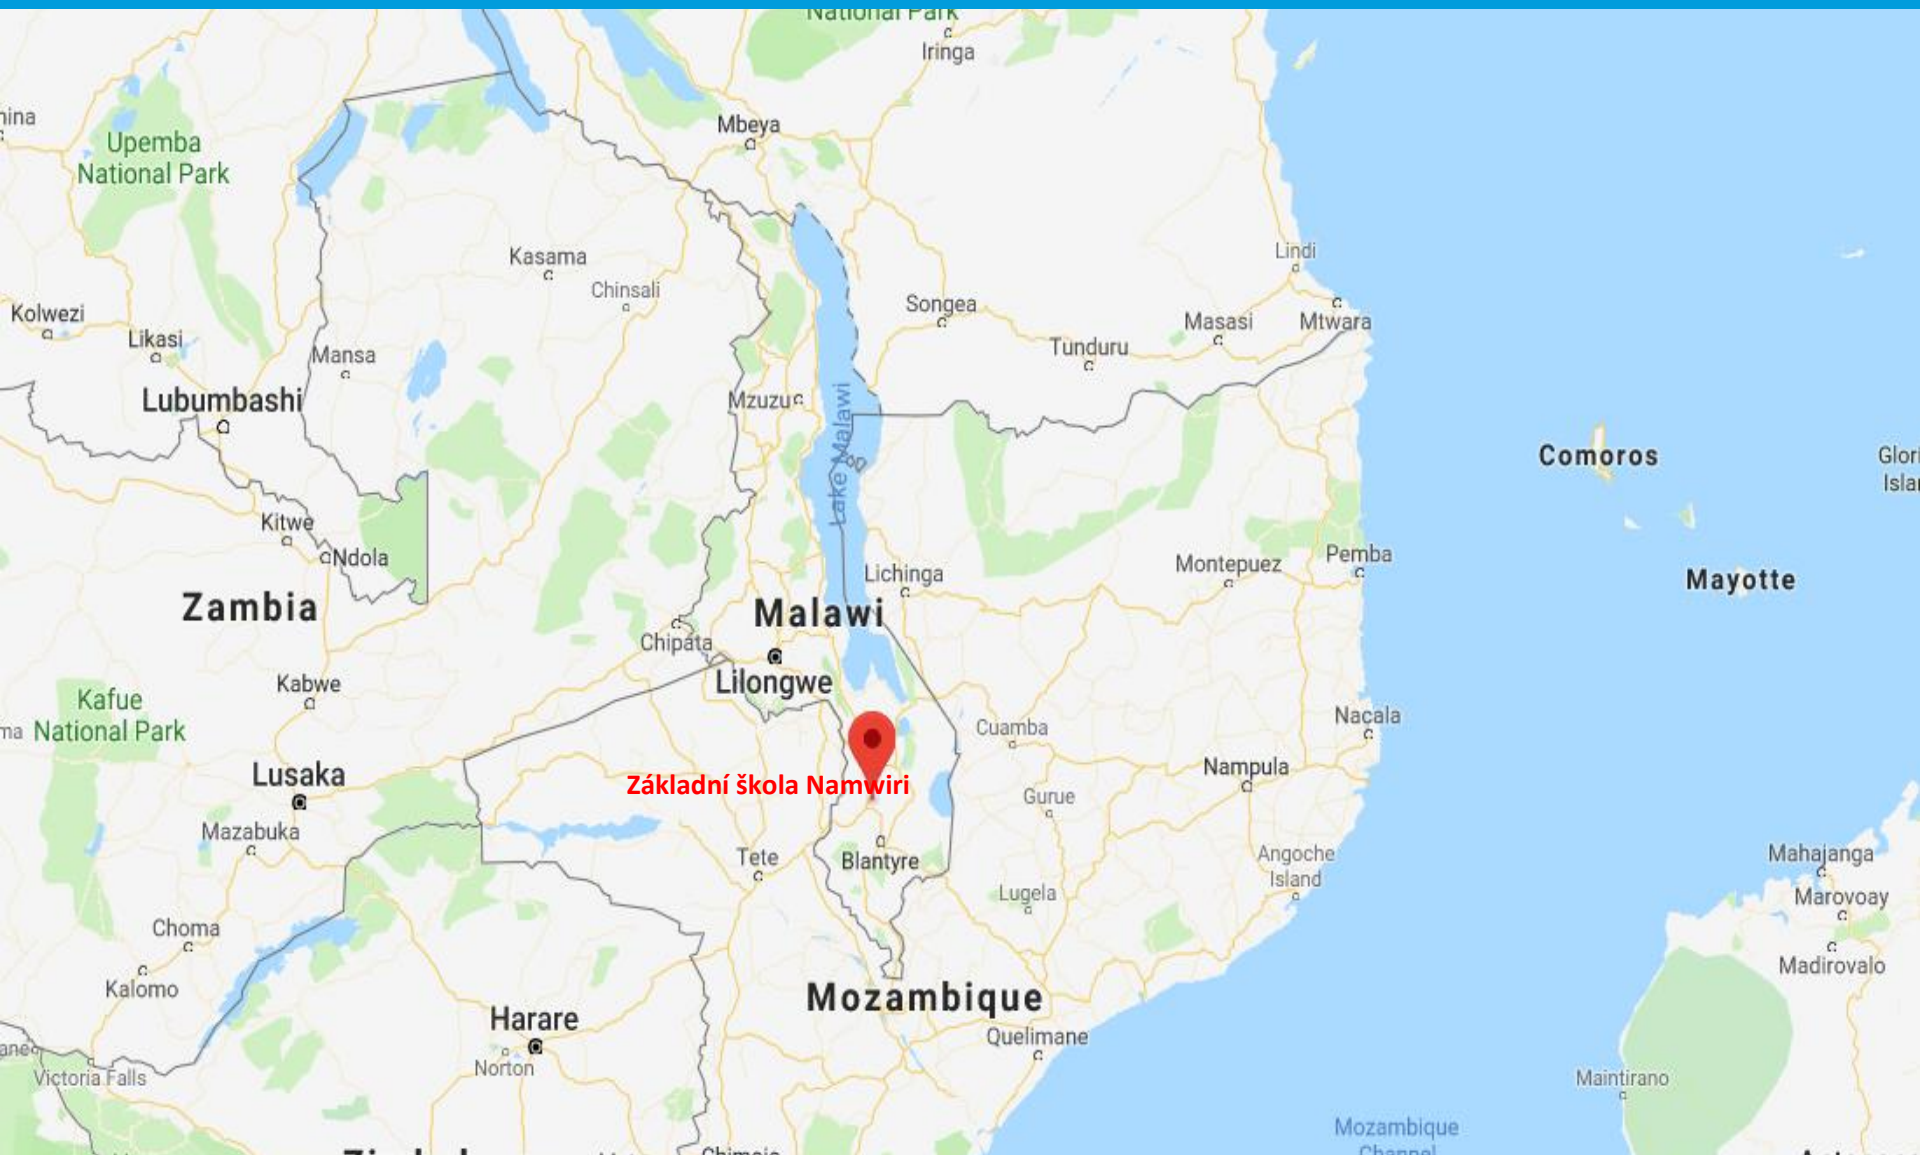 National Park
Iringa
Mbeya
Upemba
National Park
Kasama
Chinsali
Lindi
Kolwezi
Likasi
Songea
Masasi
Mtwara
Mansa
Tunduru
Lubumbashi
Mzuzu
Lake Malawi
Comoros
Kitwe
Ndola
Lichinga
Montepuez
Pemba
Mayotte
Zambia
Malawi
Chipata
Lilongwe
Kabwe
Kafue
National Park
Cuamba
Nacala
Lusaka
Nampula
Základní škola Namwiri
Gurue
Mazabuka
Tete
Blantyre
Angoche
Island
Mahajanga
Lugela
Marovoay
Choma
Kalomo
Madirovalo
Mozambique
Harare
Quelimane
Norton
Victoria Falls
Maintirano
Mozambique
Channel